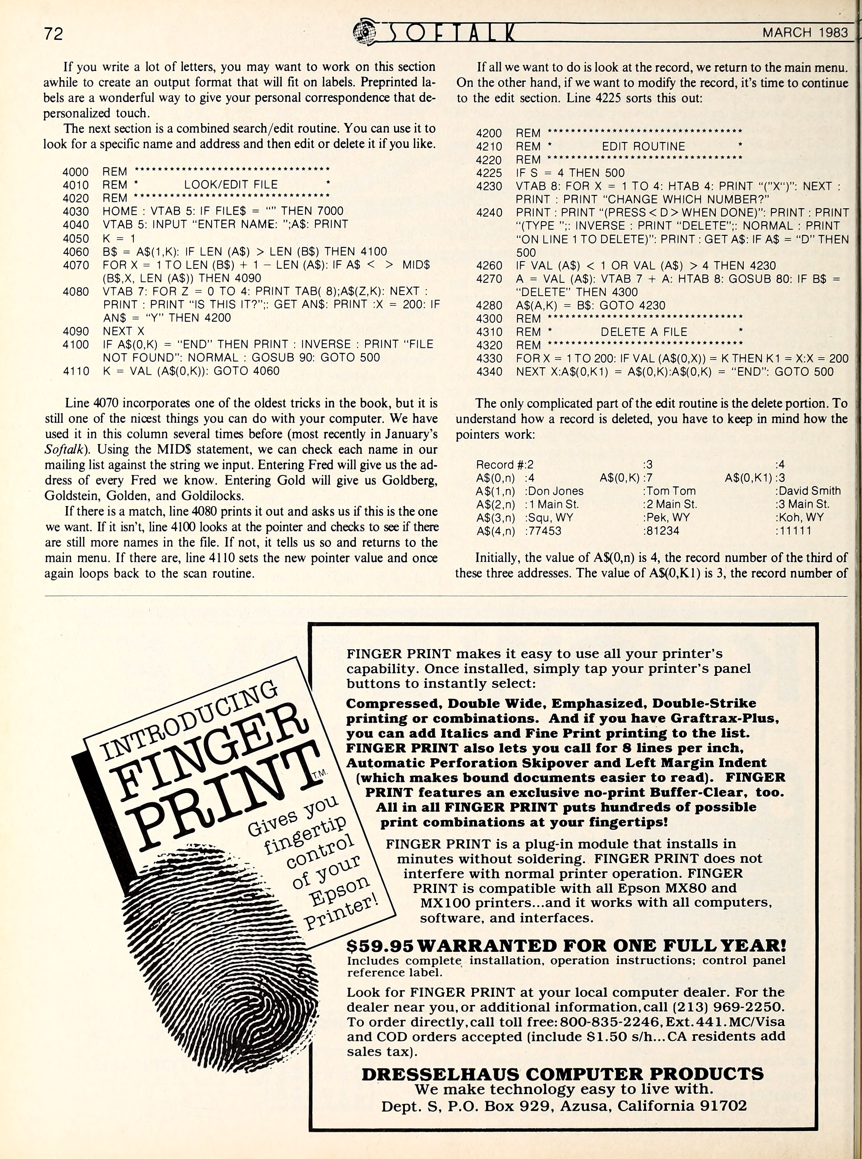 72
SOFTALK
MARCH 1983
If you write a lot of letters, you may want to work on this section
awhile to create an output format that will fit on labels. Preprinted la-
bels are a wonderful way to give your personal correspondence that de-
personalized touch.
The next section is a combined search/edit routine. You can use it to
look for a specific name and address and then edit or delete it if you like.
4000 REM ********************************
4010 REM * LOOK/EDIT FILE *
4020 REM ********************************
4030 HOME : VTAB 5: IF FILE$ = "" THEN 7000
4040 VTAB 5: INPUT "ENTER NAME: ";A$: PRINT
4050 K = 1
4060 B$ = A$(1,K): IF LEN (A$) > LEN (B$) THEN 4100
4070 FOR X = 1 TO LEN (B$) + 1 − LEN (A$): IF A$ < > MID$
(B$,X, LEN (A$)) THEN 4090
4080 VTAB 7: FOR Z = 0 TO 4: PRINT TAB( 8);A$(Z,K): NEXT :
PRINT : PRINT "IS THIS IT?";: GET AN$: PRINT :X = 200: IF
AN$ = "Y" THEN 4200
4090 NEXT X
4100 IF A$(0,K) = "END" THEN PRINT : INVERSE : PRINT "FILE
NOT FOUND": NORMAL : GOSUB 90: GOTO 500
4110 K = VAL (A$(0,K)): GOTO 4060
Line 4070 incorporates one of the oldest tricks in the book, but it is
still one of the nicest things you can do with your computer. We have
used it in this column several times before (most recently in January's
Softalk). Using the MID$ statement, we can check each name in our
mailing list against the string we input. Entering Fred will give us the ad-
dress of every Fred we know. Entering Gold will give us Goldberg,
Goldstein, Golden, and Goldilocks.
If there is a match, line 4080 prints it out and asks us if this is the one
we want. If it isn't, line 4100 looks at the pointer and checks to see if there
are still more names in the file. If not, it tells us so and returns to the
main menu. If there are, line 4110 sets the new pointer value and once
again loops back to the scan routine.
If all we want to do is look at the record, we return to the main menu.
On the other hand, if we want to modify the record, it's time to continue
to the edit section. Line 4225 sorts this out:
4200 REM ********************************
4210 REM * EDIT ROUTINE *
4220 REM ********************************
4225 IF S = 4 THEN 500
4230 VTAB 8: FOR X = 1 TO 4: HTAB 4: PRINT "("X")": NEXT :
PRINT : PRINT "CHANGE WHICH NUMBER?"
4240 PRINT : PRINT "(PRESS < D > WHEN DONE)": PRINT : PRINT
"(TYPE ";: INVERSE : PRINT "DELETE";: NORMAL : PRINT
"ON LINE 1 TO DELETE)": PRINT : GET A$: IF A$ = "D" THEN
500
4260 IF VAL (A$) < 1 OR VAL (A$) > 4 THEN 4230
4270 A = VAL (A$): VTAB 7 + A: HTAB 8: GOSUB 80: IF B$ =
"DELETE" THEN 4300
4280 A$(A,K) = B$: GOTO 4230
4300 REM ********************************
4310 REM * DELETE A FILE *
4320 REM ********************************
4330 FOR X = 1 TO 200: IF VAL (A$(0,X)) = K THEN K1 = X:X = 200
4340 NEXT X:A$(0,K1) = A$(0,K):A$(0,K) = "END": GOTO 500
The only complicated part of the edit routine is the delete portion. To
understand how a record is deleted, you have to keep in mind how the
pointers work:
Record #:2 :3 :4
A$(0,n) :4 A$(0,K) :7 A$(0,K1) :3
A$(1,n) :Don Jones :Tom Tom :David Smith
A$(2,n) :1 Main St. :2 Main St. :3 Main St.
A$(3,n) :Squ, WY :Pek, WY :Koh, WY
A$(4,n) :77453 :81234 :11111
Initially, the value of A$(0,n) is 4, the record number of the third of
these three addresses. The value of A$(0,K1) is 3, the record number of
INTRODUCING
FINGER
PRINT™
Gives you
fingertip
control
of your
Epson
Printer!
FINGER PRINT makes it easy to use all your printer's
capability. Once installed, simply tap your printer's panel
buttons to instantly select:
Compressed, Double Wide, Emphasized, Double-Strike
printing or combinations. And if you have Graftrax-Plus,
you can add Italics and Fine Print printing to the list.
FINGER PRINT also lets you call for 8 lines per inch,
Automatic Perforation Skipover and Left Margin Indent
(which makes bound documents easier to read). FINGER
PRINT features an exclusive no-print Buffer-Clear, too.
All in all FINGER PRINT puts hundreds of possible
print combinations at your fingertips!
FINGER PRINT is a plug-in module that installs in
minutes without soldering. FINGER PRINT does not
interfere with normal printer operation. FINGER
PRINT is compatible with all Epson MX80 and
MX100 printers...and it works with all computers,
software, and interfaces.
$59.95 WARRANTED FOR ONE FULL YEAR!
Includes complete installation, operation instructions; control panel
reference label.
Look for FINGER PRINT at your local computer dealer. For the
dealer near you, or additional information, call (213) 969-2250.
To order directly, call toll free: 800-835-2246, Ext. 441. MC/Visa
and COD orders accepted (include $1.50 s/h...CA residents add
sales tax).
DRESSELHAUS COMPUTER PRODUCTS
We make technology easy to live with.
Dept. S, P.O. Box 929, Azusa, California 91702